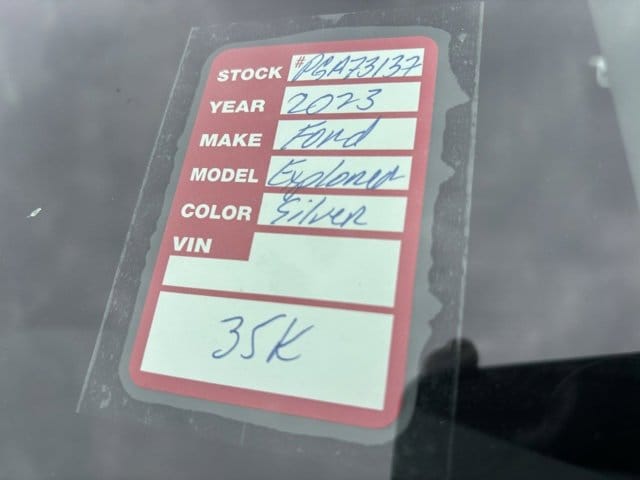 STOCK #PGA73137
YEAR 2023
MAKE Ford
MODEL Explorer
COLOR Silver
VIN
35K